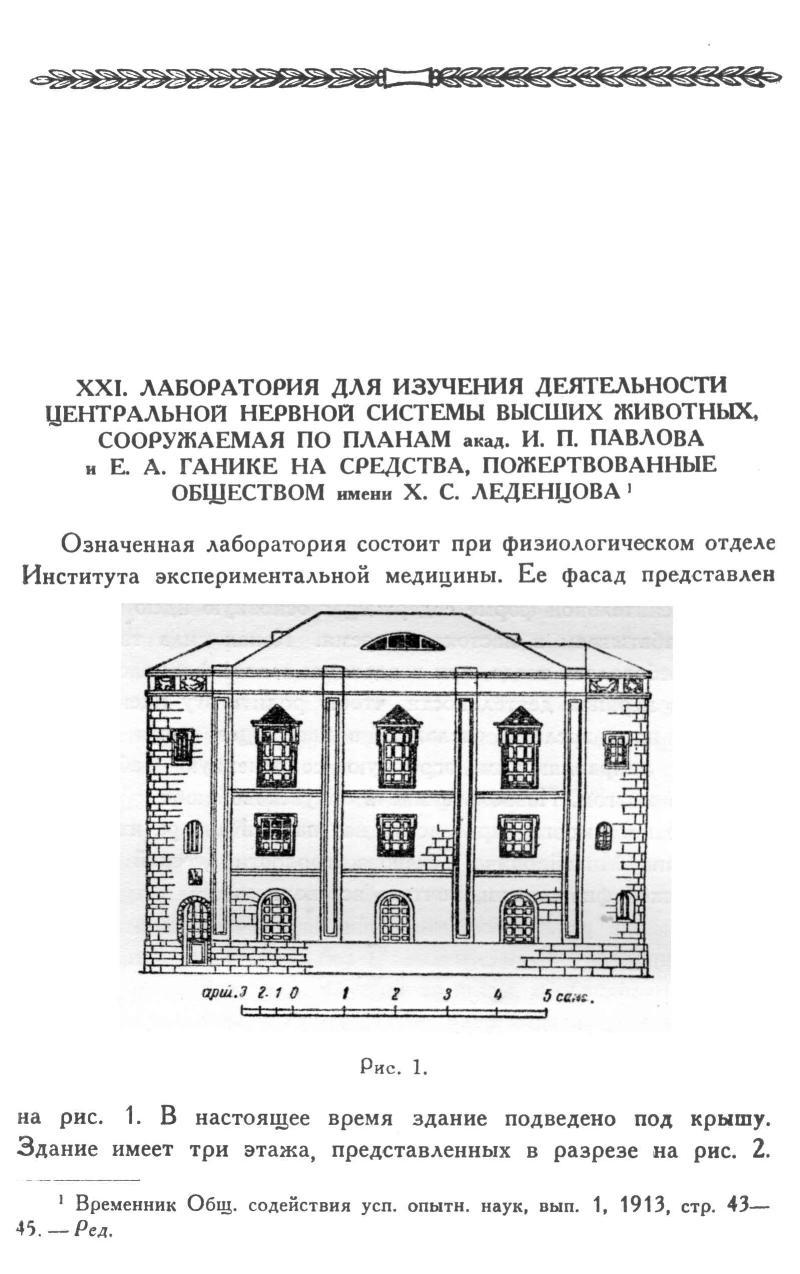 XXI. ЛАБОРАТОРИЯ ДЛЯ ИЗУЧЕНИЯ ДЕЯТЕЛЬНОСТИ
ЦЕНТРАЛЬНОЙ НЕРВНОЙ СИСТЕМЫ ВЫСШИХ ЖИВОТНЫХ,
СООРУЖАЕМАЯ ПО ПЛАНАМ акад. И. П. ПАВЛОВА
и Е. А. ГАНИКЕ НА СРЕДСТВА, ПОЖЕРТВОВАННЫЕ
ОБЩЕСТВОМ имени Х. С. ЛЕДЕНЦОВА ¹
Означенная лаборатория состоит при физиологическом отделе
Института экспериментальной медицины. Ее фасад представлен
арш. 3 2 1 0 1 2 3 4 5 саж.
Рис. 1.
на рис. 1. В настоящее время здание подведено под крышу.
Здание имеет три этажа, представленных в разрезе на рис. 2.
¹ Временник Общ. содействия усп. опытн. наук, вып. 1, 1913, стр. 43—
45. — Ред.